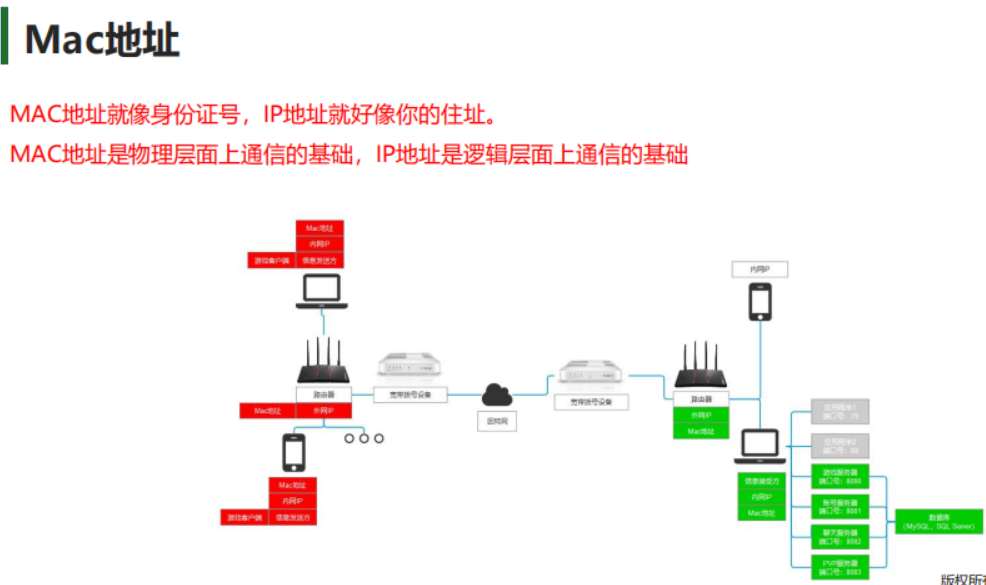 Mac地址
MAC地址就像身份证号，IP地址就好像你的住址。
MAC地址是物理层面上通信的基础，IP地址是逻辑层面上通信的基础
Mac地址
内网IP
游戏客户端 信息发送方
路由器
Mac地址 外网IP
宽带拨号设备
因特网
宽带拨号设备
Mac地址
内网IP
游戏客户端 信息发送方
内网IP
路由器
外网IP
Mac地址
信息接受方
内网IP
Mac地址
应用程序1
端口号：79
应用程序2
端口号：
游戏服务器
端口号：8080
账号服务器
端口号：8081
聊天服务器
端口号：8082
PVP服务器
端口号：8083
数据库
（MySQL、SQL Server）
版权所